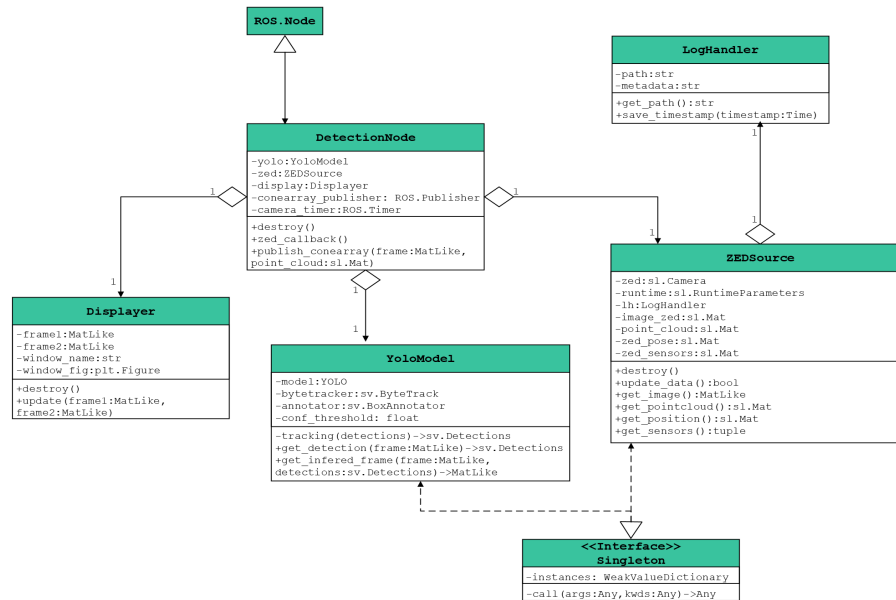 ROS.Node
LogHandler
-path:str
-metadata:str
+get_path():str
+save_timestamp(timestamp:Time)
1
DetectionNode
-yolo:YoloModel
-zed:ZEDSource
-display:Displayer
-conearray_publisher: ROS.Publisher
-camera_timer:ROS.Timer
+destroy()
+zed_callback()
+publish_conearray(frame:MatLike,
point_cloud:sl.Mat)
1
1
1
1
1
1
1
ZEDSource
-zed:sl.Camera
-runtime:sl.RuntimeParameters
-lh:LogHandler
-image_zed:sl.Mat
-point_cloud:sl.Mat
-zed_pose:sl.Mat
-zed_sensors:sl.Mat
+destroy()
+update_data():bool
+get_image():MatLike
+get_pointcloud():sl.Mat
+get_position():sl.Mat
+get_sensors():tuple
Displayer
-frame1:MatLike
-frame2:MatLike
-window_name:str
-window_fig:plt.Figure
+destroy()
+update(frame1:MatLike,
frame2:MatLike)
YoloModel
-model:YOLO
-bytetracker:sv.ByteTrack
-annotator:sv.BoxAnnotator
-conf_threshold: float
-tracking(detections)->sv.Detections
+get_detection(frame:MatLike)->sv.Detections
+get_infered_frame(frame:MatLike,
detections:sv.Detections)->MatLike
<<Interface>>
Singleton
-instances: WeakValueDictionary
-call(args:Any,kwds:Any)->Any